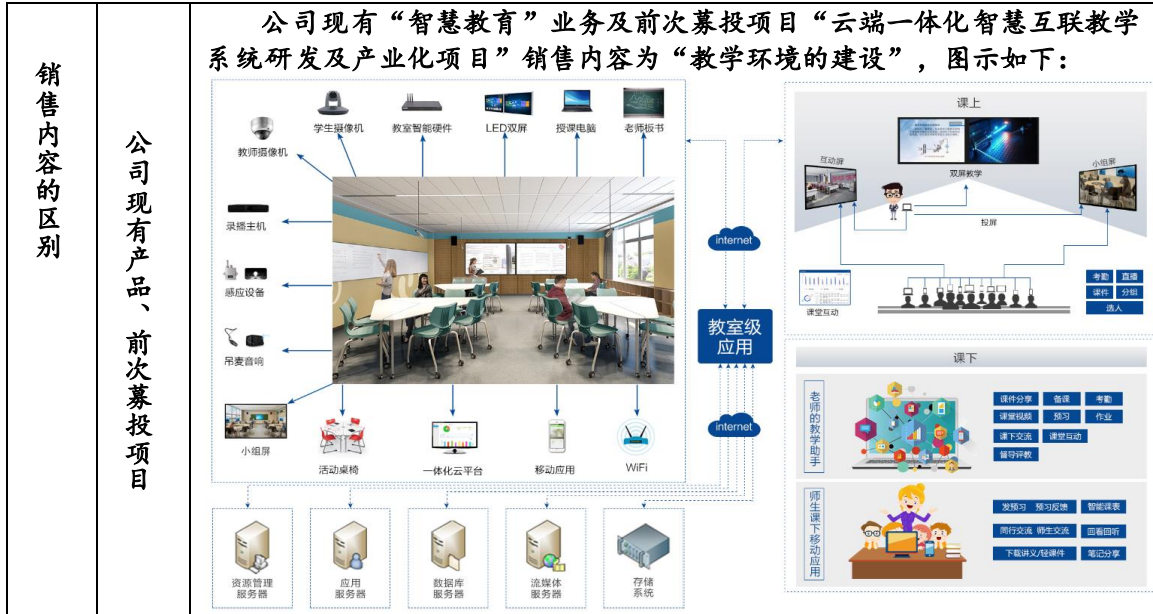 销售内容的区别
公司现有产品、前次募投项目
公司现有“智慧教育”业务及前次募投项目“云端一体化智慧互联教学
系统研发及产业化项目”销售内容为“教学环境的建设”，图示如下：
教师摄像机
学生摄像机
教室智能硬件
LED双屏
授课电脑
老师板书
录播主机
感应设备
吊麦音响
小组屏
活动桌椅
一体化云平台
移动应用
WiFi
internet
教室级
应用
internet
资源管理
服务器
应用
服务器
数据库
服务器
流媒体
服务器
存储
系统
课上
互动屏
双屏教学
小组屏
投屏
课堂互动
考勤
直播
课件
分组
选人
课下
老师的教学助手
课件分享
备课
考勤
课堂视频
预习
作业
课下交流
课堂互动
督导评教
师生课下移动应用
发预习 预习反馈
智能课表
同行交流 师生交流
回看回听
下载讲义/轻课件
笔记分享